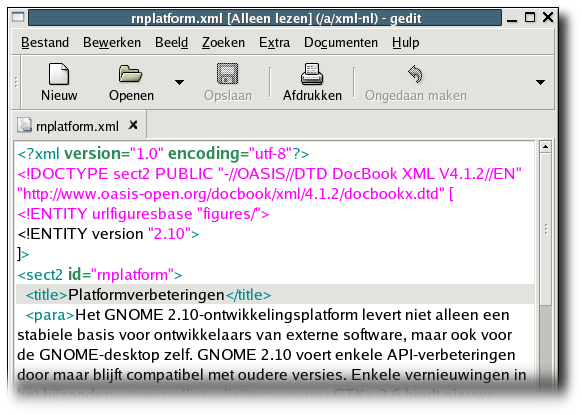 rnplatform.xml [Alleen lezen] (/a/xml-nl) - gedit
Bestand Bewerken Beeld Zoeken Extra Documenten Hulp
Nieuw Openen Opslaan Afdrukken Ongedaan maken
rnplatform.xml
<?xml version="1.0" encoding="utf-8"?>
<!DOCTYPE sect2 PUBLIC "-//OASIS//DTD DocBook XML V4.1.2//EN"
"http://www.oasis-open.org/docbook/xml/4.1.2/docbookx.dtd" [
<!ENTITY urlfiguresbase "figures/">
<!ENTITY version "2.10">
]>
<sect2 id="rnplatform">
<title>Platformverbeteringen</title>
<para>Het GNOME 2.10-ontwikkelingsplatform levert niet alleen een
stabiele basis voor ontwikkelaars van externe software, maar ook voor
de GNOME-desktop zelf. GNOME 2.10 voert enkele API-verbeteringen
door maar blijft compatibel met oudere versies. Enkele vernieuwingen in
het bijzonder